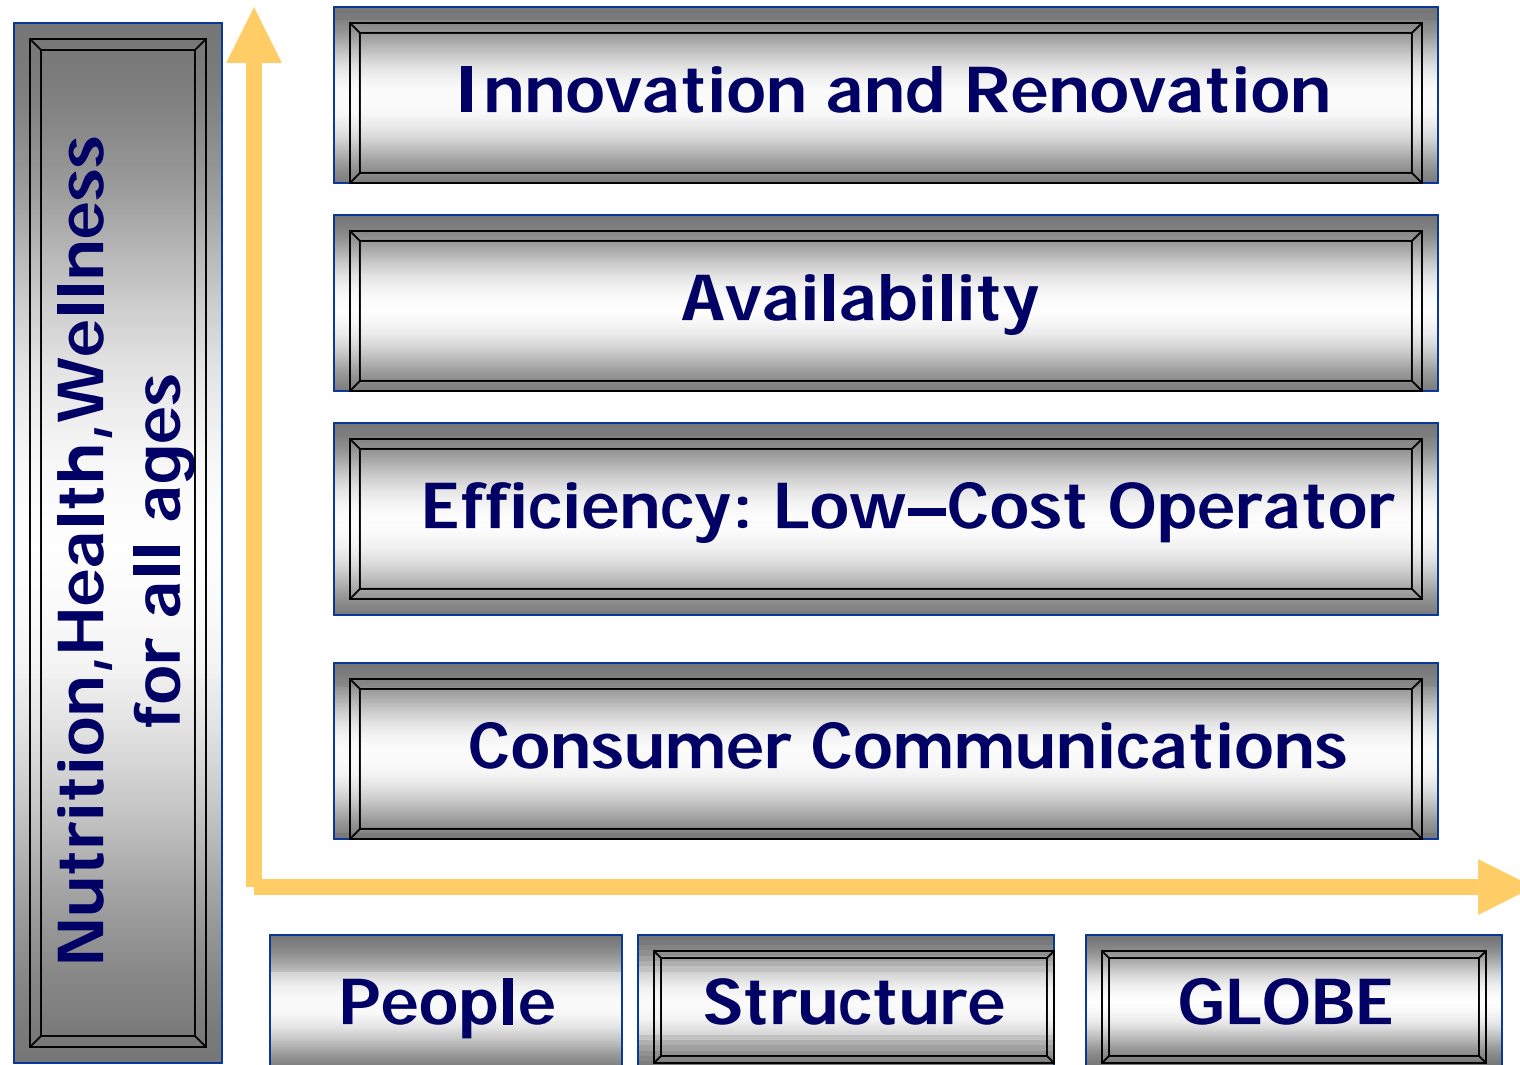 Nutrition,Health,Wellness
for all ages
Innovation and Renovation
Availability
Efficiency: Low–Cost Operator
Consumer Communications
People
Structure
GLOBE